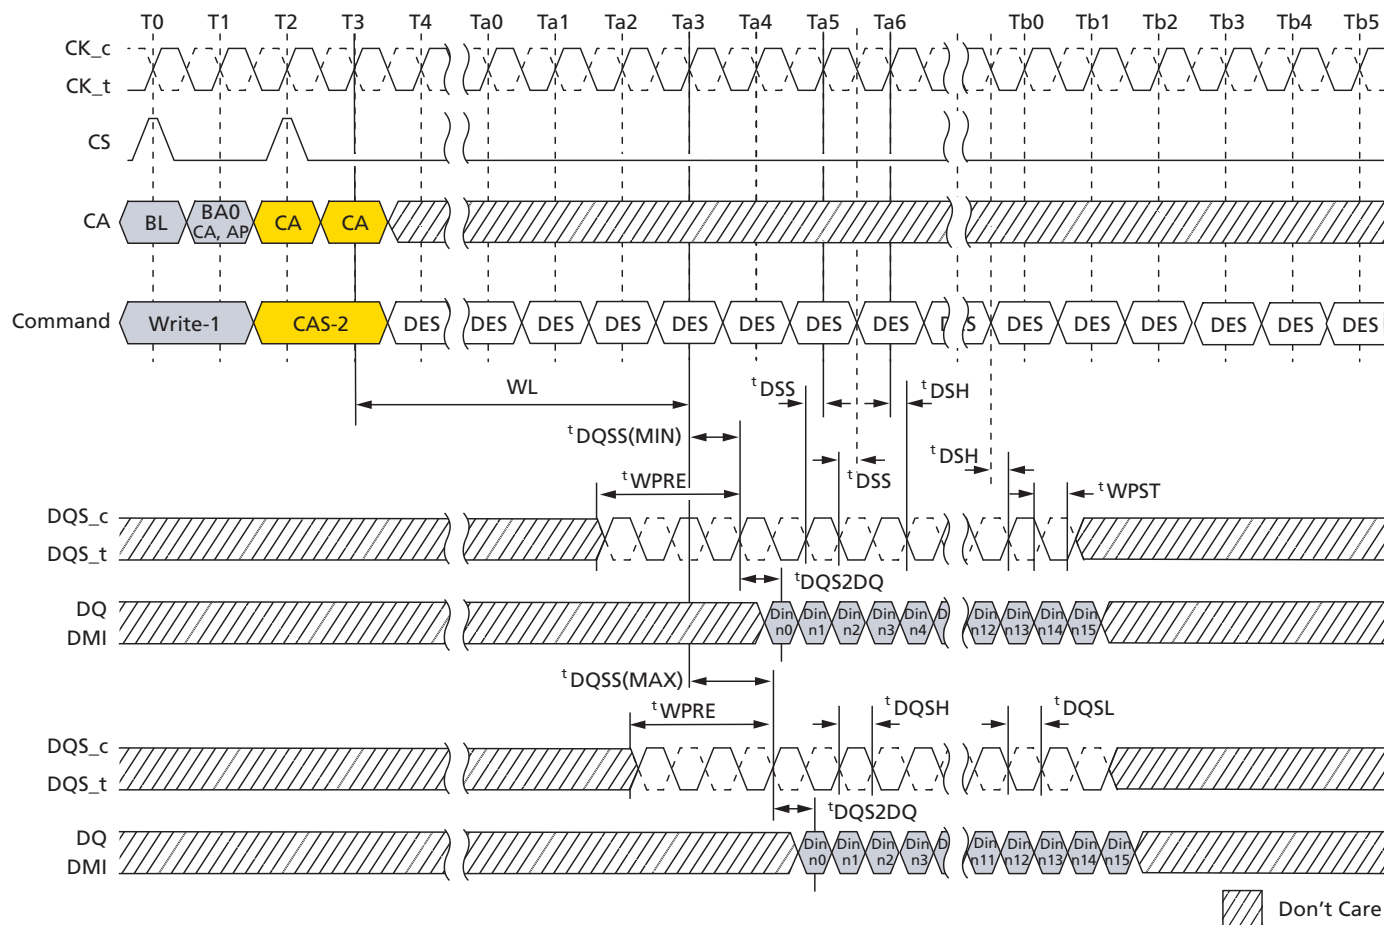 T0 T1 T2 T3 T4 Ta0 Ta1 Ta2 Ta3 Ta4 Ta5 Ta6 Tb0 Tb1 Tb2 Tb3 Tb4 Tb5
CK_c
CK_t
CS
CA BL BA0 CA, AP CA CA
Command Write-1 CAS-2 DES DES DES DES DES DES DES DES DES DES DES DES DES DES
WL
tDSS
tDSH
tDQSS(MIN)
tDSH
tDSS
tWPRE
tWPST
DQS_c
DQS_t
tDQS2DQ
DQ
DMI
Din n0 Din n1 Din n2 Din n3 Din n4 D Din n12 Din n13 Din n14 Din n15
tDQSS(MAX)
tWPRE
tDQSH
tDQSL
DQS_c
DQS_t
tDQS2DQ
DQ
DMI
Din n0 Din n1 Din n2 Din n3 D Din n11 Din n12 Din n13 Din n14 Din n15
Don't Care